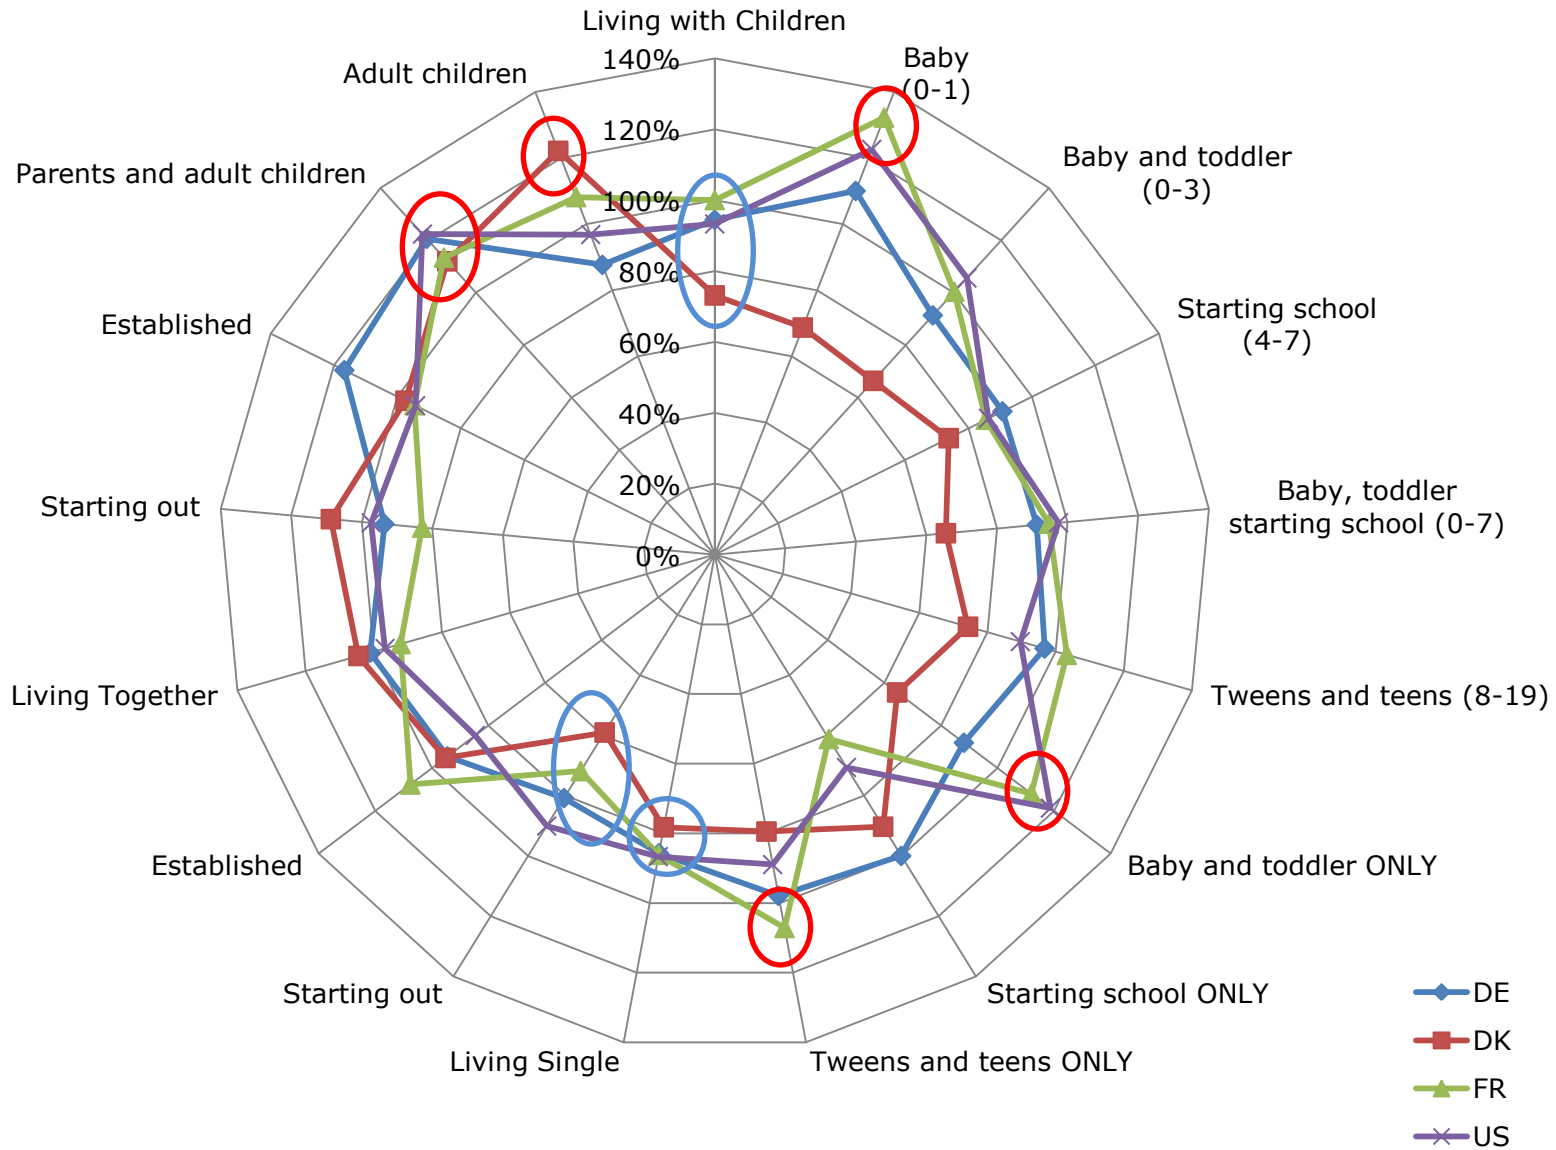 Living with Children
140%
120%
100%
80%
60%
40%
20%
0%
Baby
(0-1)
Baby and toddler
(0-3)
Starting school
(4-7)
Baby, toddler
starting school (0-7)
Tweens and teens (8-19)
Baby and toddler ONLY
Starting school ONLY
Tweens and teens ONLY
Living Single
Starting out
Established
Living Together
Starting out
Established
Parents and adult children
Adult children
DE
DK
FR
US